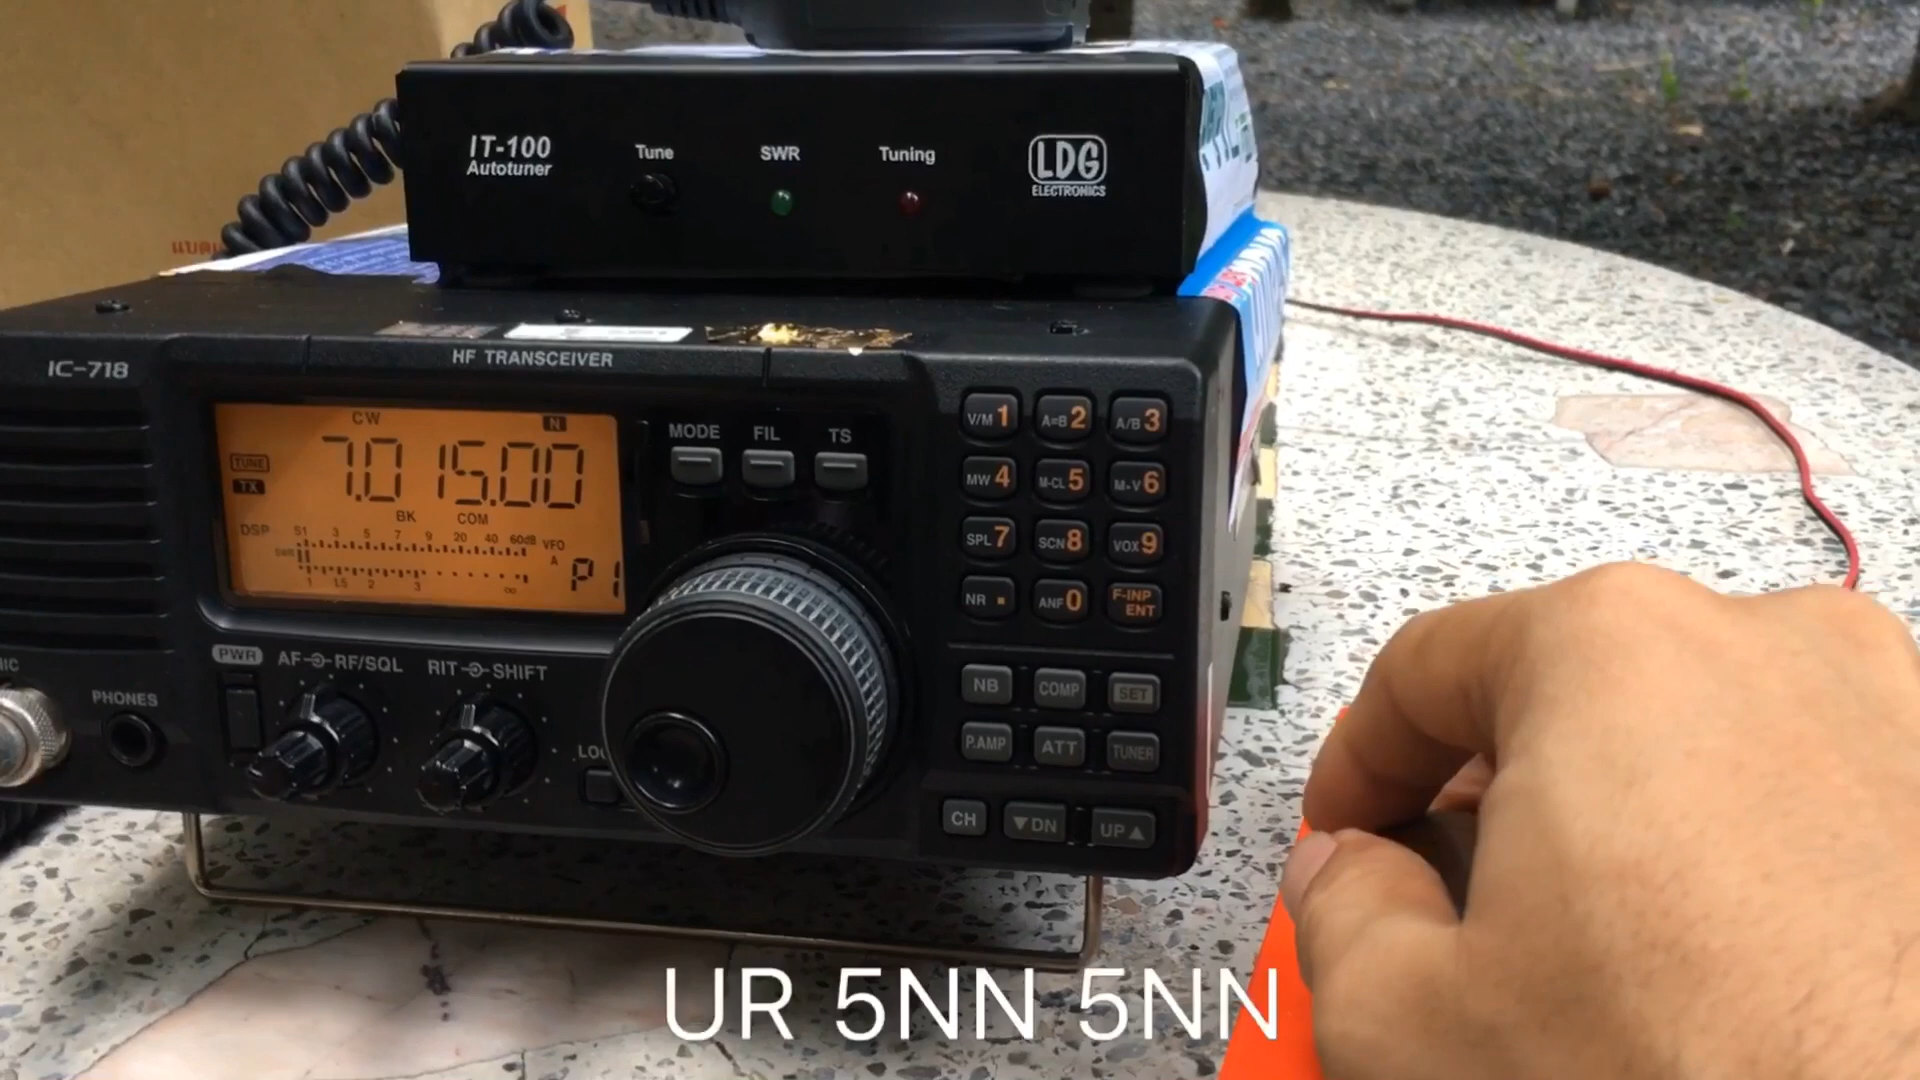 IT-100
Autotuner
Tune
SWR
Tuning
LDG
ELECTRONICS
IC-718
HF TRANSCEIVER
CW
N
TUNE
TX
7.015.00
BK
COM
DSP
S1 3 5 7 9 20 40 60dB
VFO
A
SWR
1 1.5 2 3 ∞
P1
MODE
FIL
TS
V/M 1
A=B 2
A/B 3
MW 4
M-CL 5
M▸V 6
SPL 7
SCN 8
VOX 9
NR ▪
ANF 0
F-INP
ENT
NB
COMP
SET
P.AMP
ATT
TUNER
CH
▼DN
UP▲
PWR
AF
RF/SQL
RIT
SHIFT
PHONES
UR 5NN 5NN